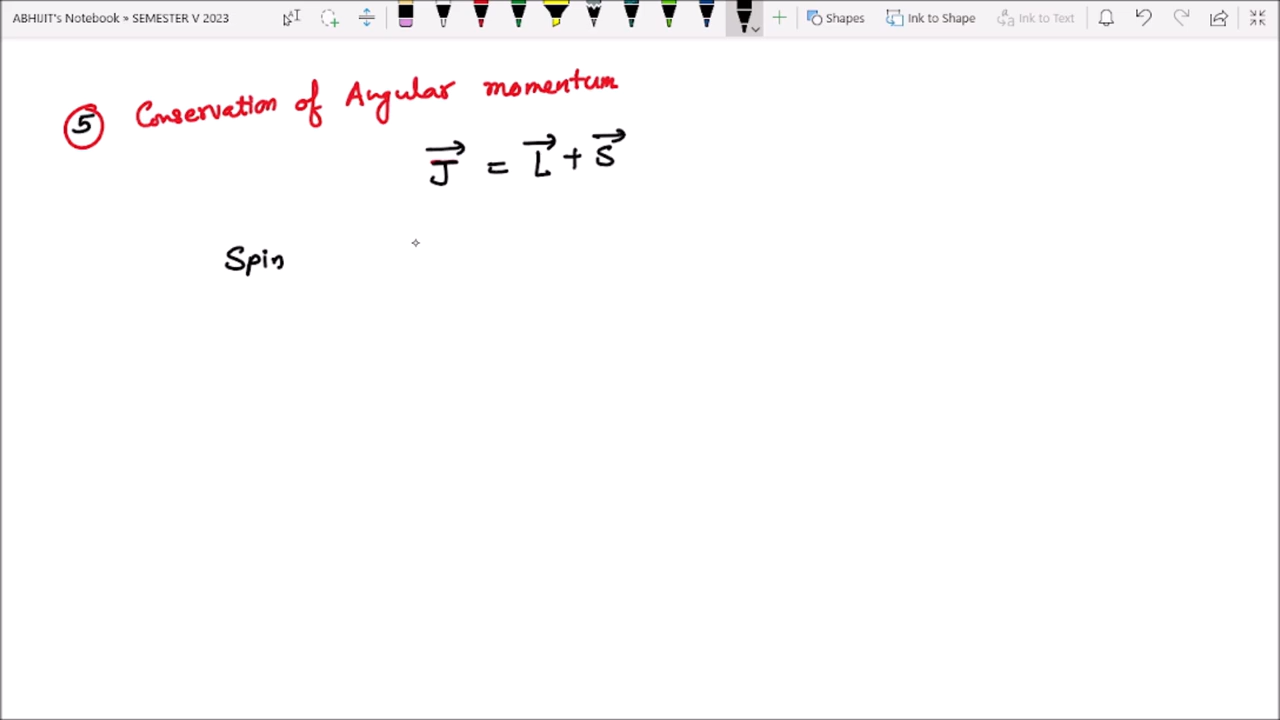 ABHIJIT's Notebook » SEMESTER V 2023
Shapes
Ink to Shape
Ink to Text
5 Conservation of Angular momentum
J⃗ = L⃗ + S⃗
Spin